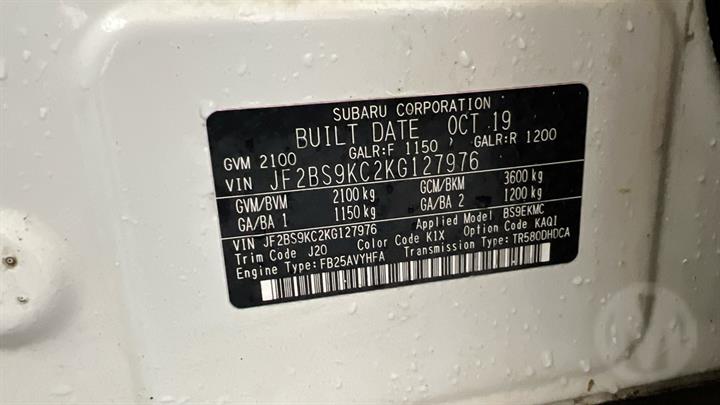 SUBARU CORPORATION
BUILT DATE OCT 19
GVM 2100 GALR:F 1150 GALR:R 1200
VIN JF2BS9KC2KG127976
GVM/BVM 2100 kg GCM/BKM 3600 kg
GA/BA 1 1150 kg GA/BA 2 1200 kg
VIN JF2BS9KC2KG127976 Applied Model BS9EKMC
Trim Code J20 Color Code K1X Option Code KAQI
Engine Type:FB25AVYHFA Transmission Type:TR580DHDCA